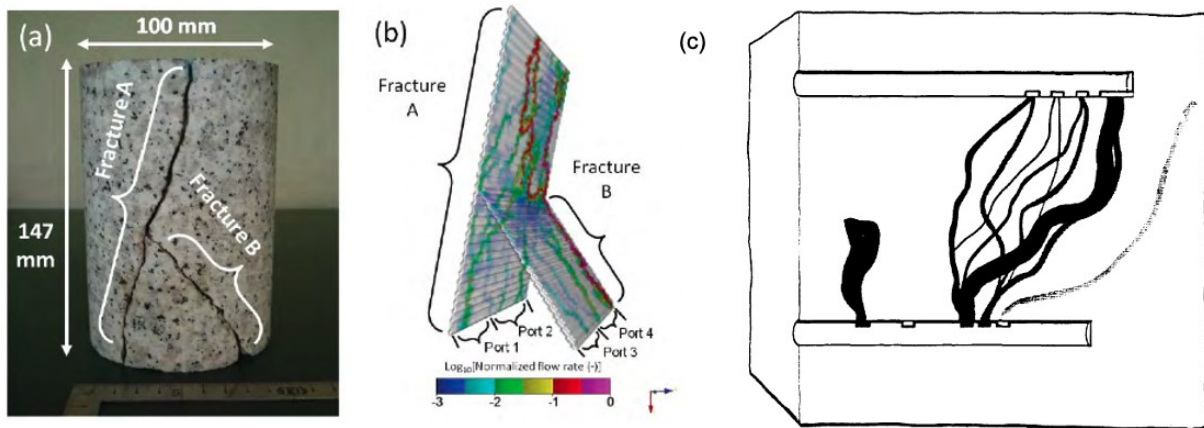 (a)
100 mm
Fracture A
Fracture B
147
mm
(b)
Fracture
A
Fracture
B
Port 1
Port 2
Port 4
Port 3
Log₁₀[Normalized flow rate (-)]
-3
-2
-1
0
(c)